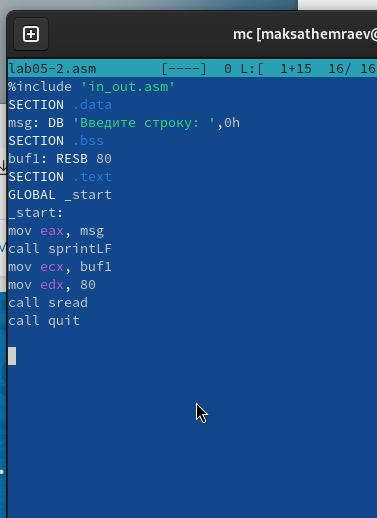 mc [maksathemraev@
lab05-2.asm [----] 0 L:[ 1+15 16/ 16
%include 'in_out.asm'
SECTION .data
msg: DB 'Введите строку: ',0h
SECTION .bss
buf1: RESB 80
SECTION .text
GLOBAL _start
_start:
mov eax, msg
call sprintLF
mov ecx, buf1
mov edx, 80
call sread
call quit